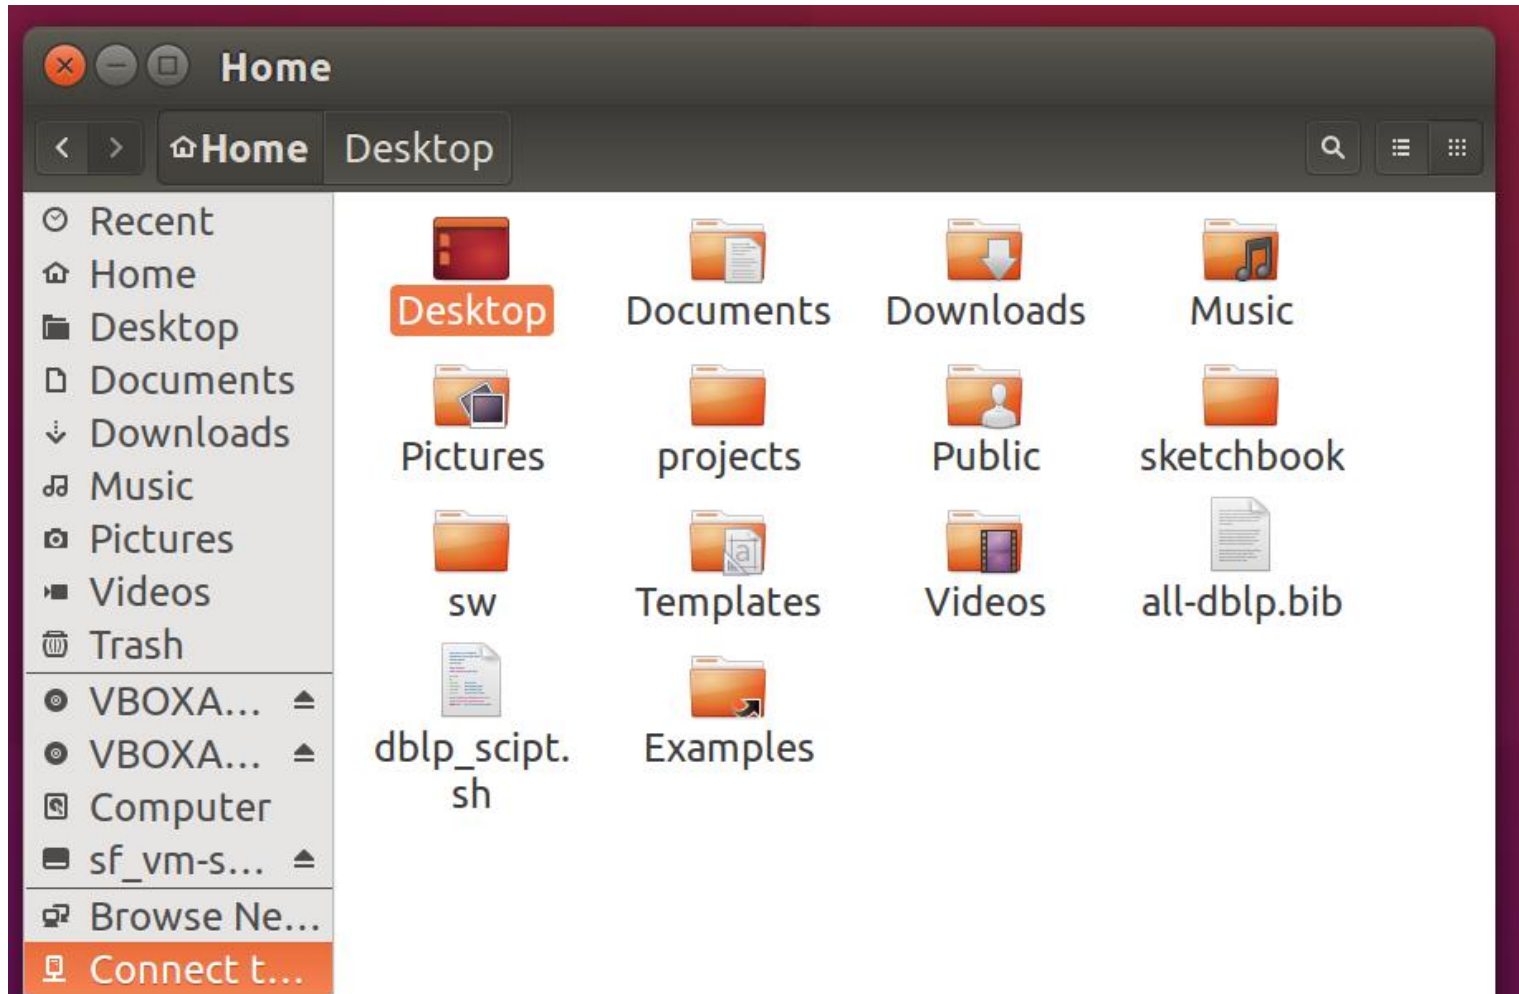 Home
Home Desktop
Recent
Home
Desktop
Documents
Downloads
Music
Pictures
Videos
Trash
VBOXA...
VBOXA...
Computer
sf_vm-s...
Browse Ne...
Connect t...
Desktop Documents Downloads Music
Pictures projects Public sketchbook
sw Templates Videos all-dblp.bib
dblp_scipt.
sh
Examples